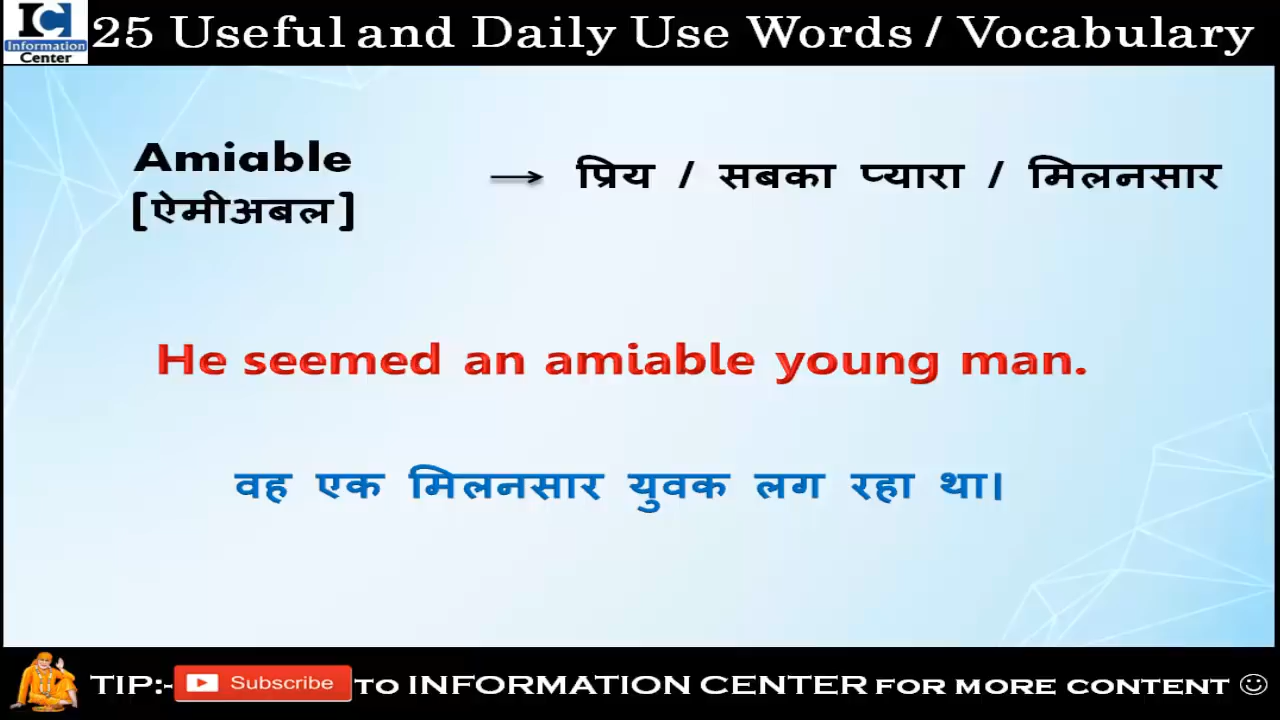 IC
Information
Center
25 Useful and Daily Use Words / Vocabulary
Amiable → प्रिय / सबका प्यारा / मिलनसार
[ऐमीअबल]
He seemed an amiable young man.
वह एक मिलनसार युवक लग रहा था।
TIP:- Subscribe to INFORMATION CENTER FOR MORE CONTENT ☺